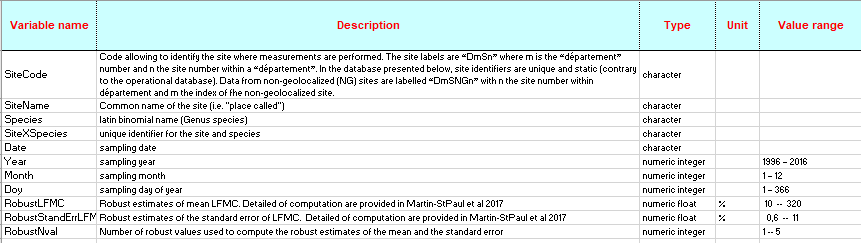 Variable name Description Type Unit Value range
Code allowing to identify the site where measurements are performed. The site labels are “DmSn” where m is the “département”
number and n the site number within a “département”. In the database presented below, site identifiers are unique and static (contrary
SiteCode to the operational database). Data from non-geolocalized (NG) sites are labelled “DmSNGn” with n the site number within character
département and m the index of the non-geolocalized site.
SiteName Common name of the site (i.e. "place called") character
Species latin binomial name (Genus species) character
SiteXSpecies unique identifier for the site and species character
Date sampling date character
Year sampling year numeric integer 1996 – 2016
Month sampling month numeric integer 1 – 12
Doy sampling day of year numeric integer 1 – 366
RobustLFMC Robust estimates of mean LFMC. Detailed of computation are provided in Martin-StPaul et al 2017 numeric float % 10 -- 320
RobustStandErrLFM Robust estimates of the standard error of LFMC. Detailed of computation are provided in Martin-StPaul et al 2017 numeric float % 0,6 -- 11
RobustNval Number of robust values used to compute the robust estimates of the mean and the standard error numeric integer 1 -- 5